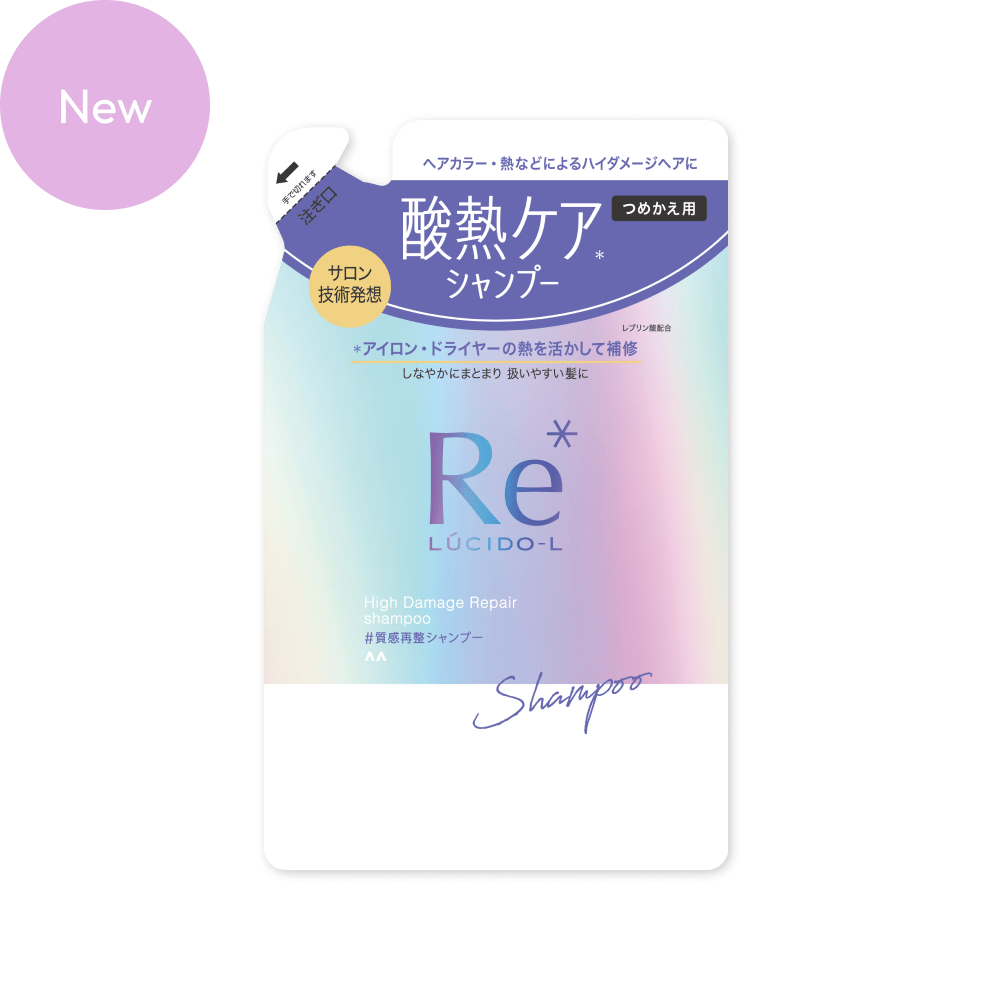 New
ヘアカラー・熱などによるハイダメージヘアに
手で切れます
注ぎ口
酸熱ケア*
つめかえ用
シャンプー
サロン
技術発想
レブリン酸配合
*アイロン・ドライヤーの熱を活かして補修
しなやかにまとまり 扱いやすい髪に
Re*
LÚCIDO-L
High Damage Repair
shampoo
#質感再整シャンプー
Shampoo